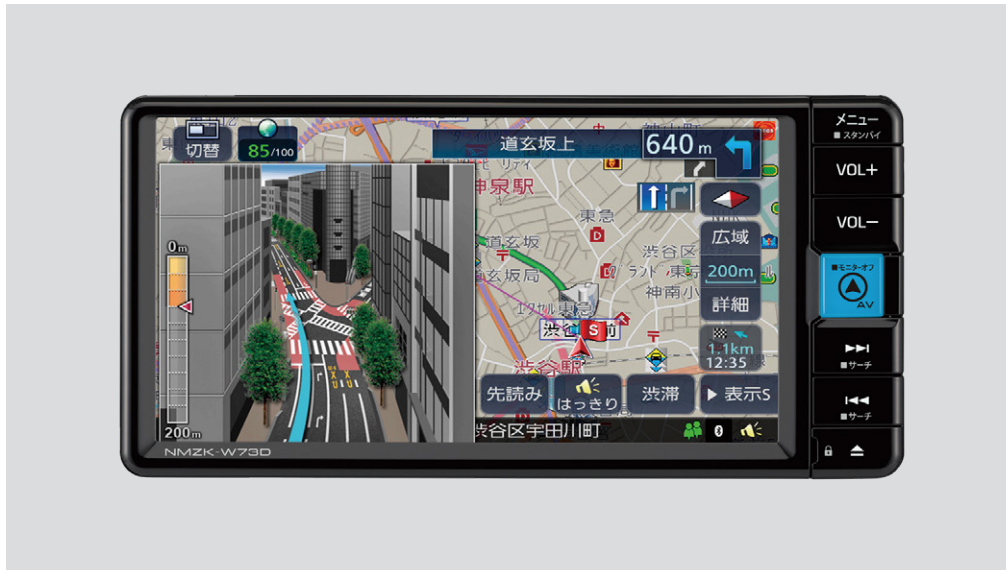 切替
85/100
道玄坂上
640 m
神泉駅
東急
道玄坂
玄坂局
渋谷区
神南小
広域
200m
詳細
1.1km
12:35
0m
200m
渋谷駅
先読み
はっきり
渋滞
▶表示S
渋谷区宇田川町
NMZK-W73D
メニュー
■スタンバイ
VOL+
VOL−
■モニターオフ
AV
■サーチ
■サーチ